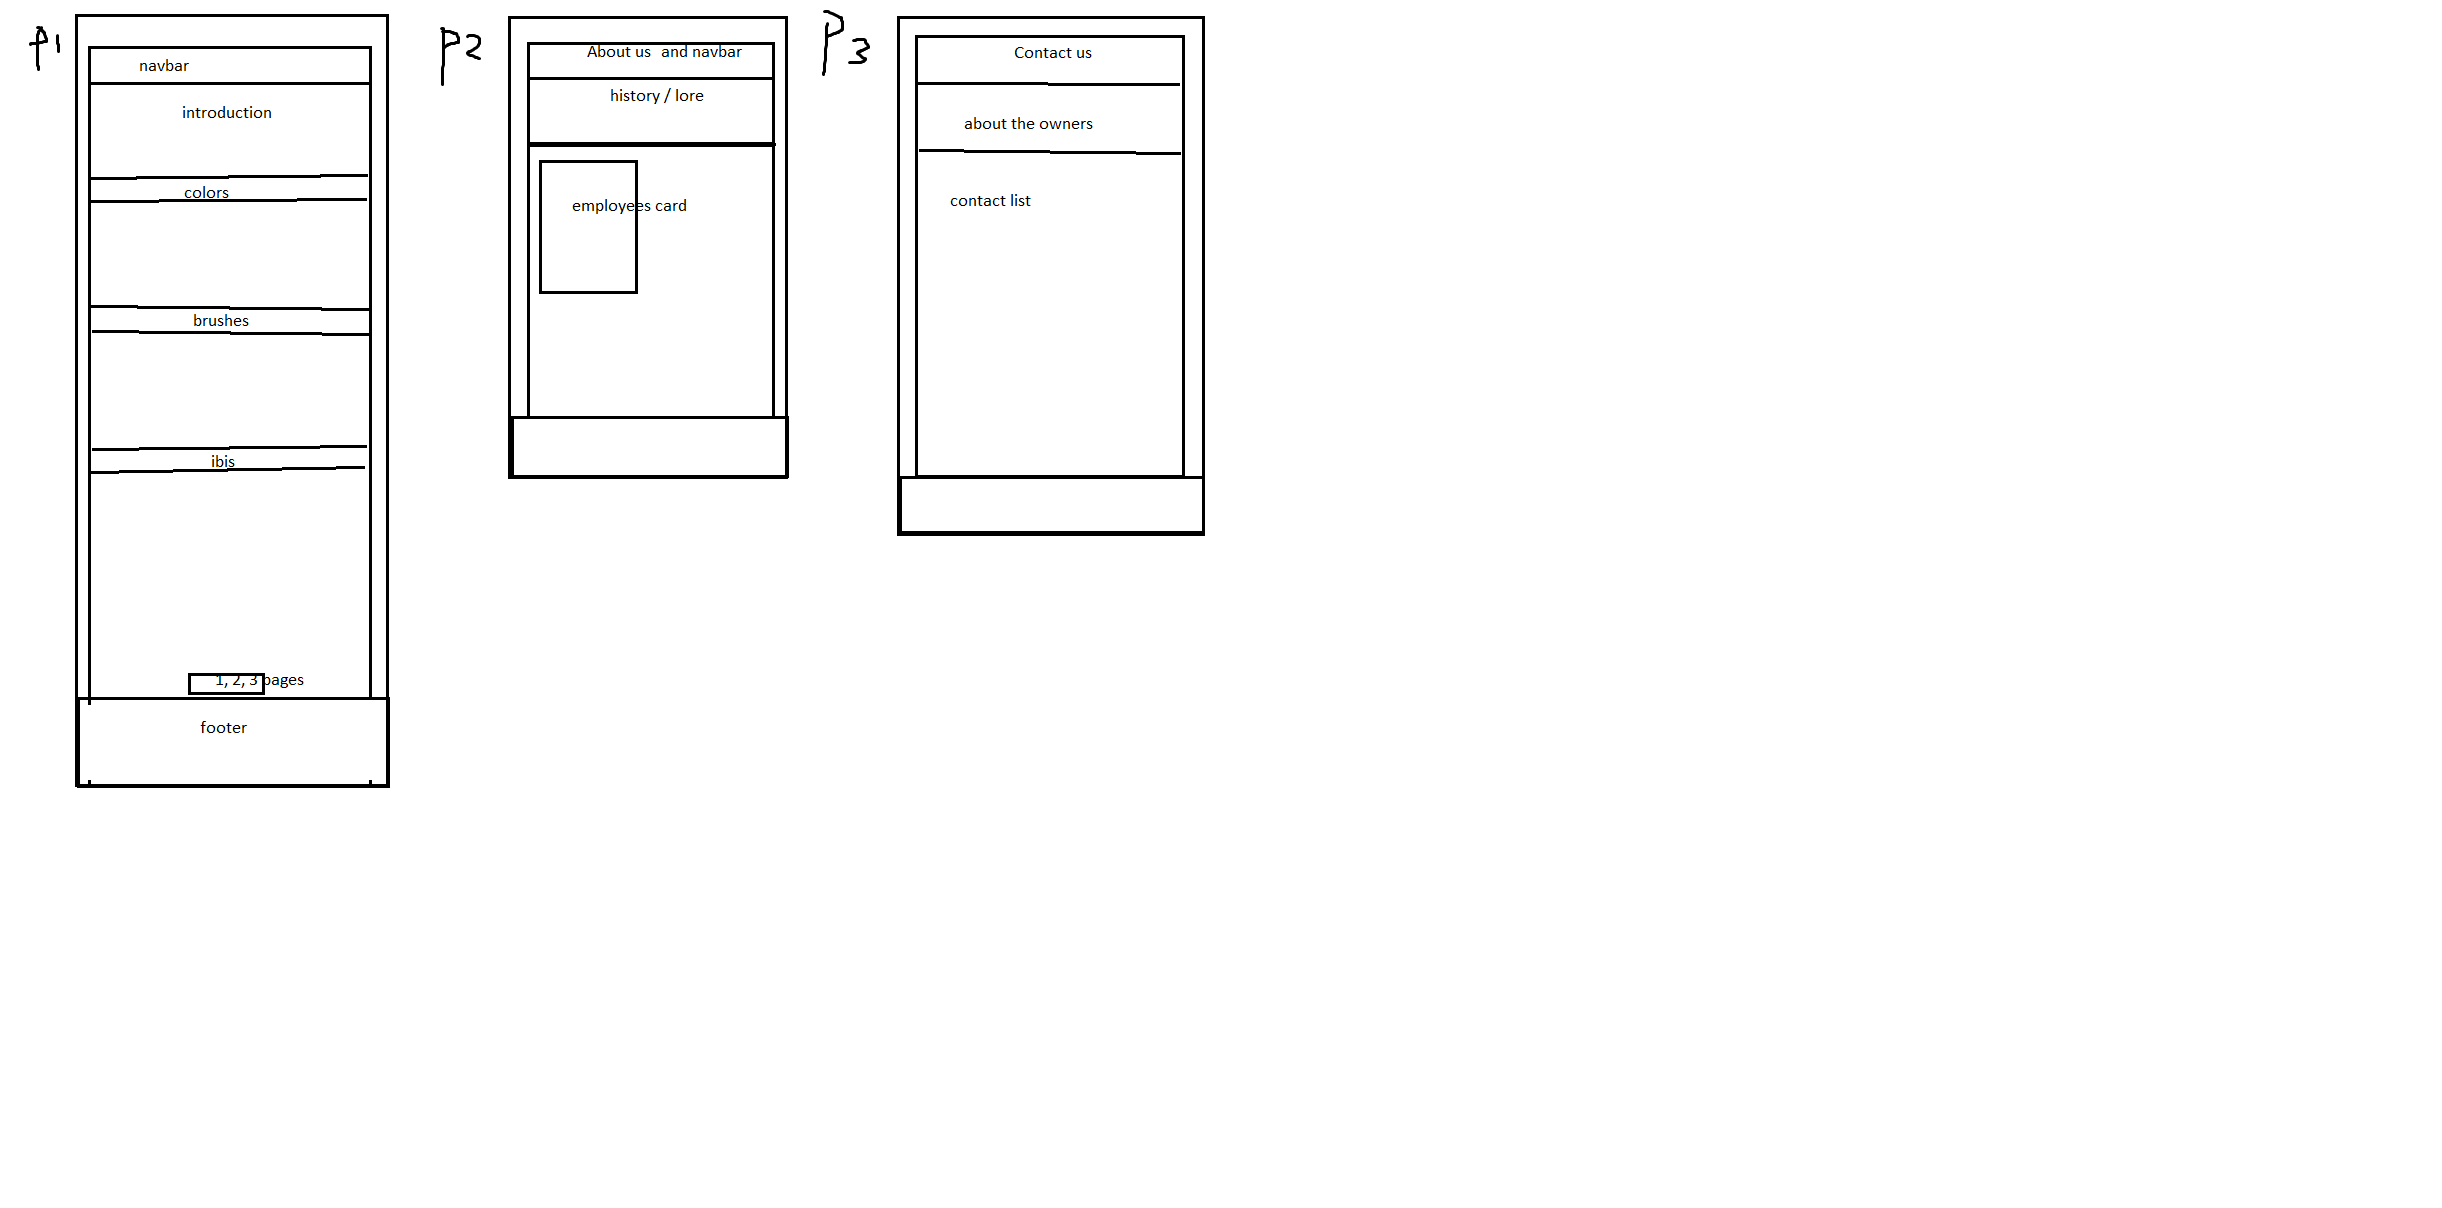 P1
navbar
introduction
colors
brushes
ibis
1, 2, 3 pages
footer
P2
About us and navbar
history / lore
employees card
P3
Contact us
about the owners
contact list